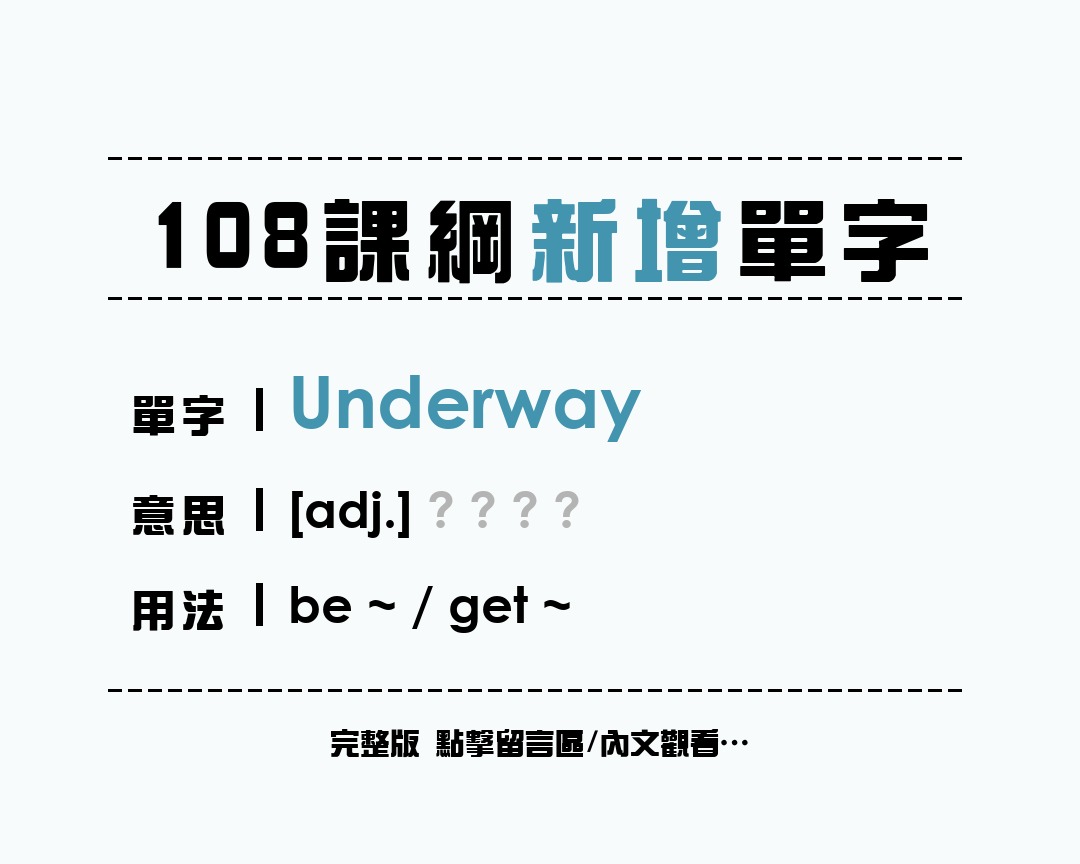 108課綱新增單字
單字 | Underway
意思 | [adj.] ？？？？
用法 | be ~ / get ~
完整版 點擊留言區/內文觀看…